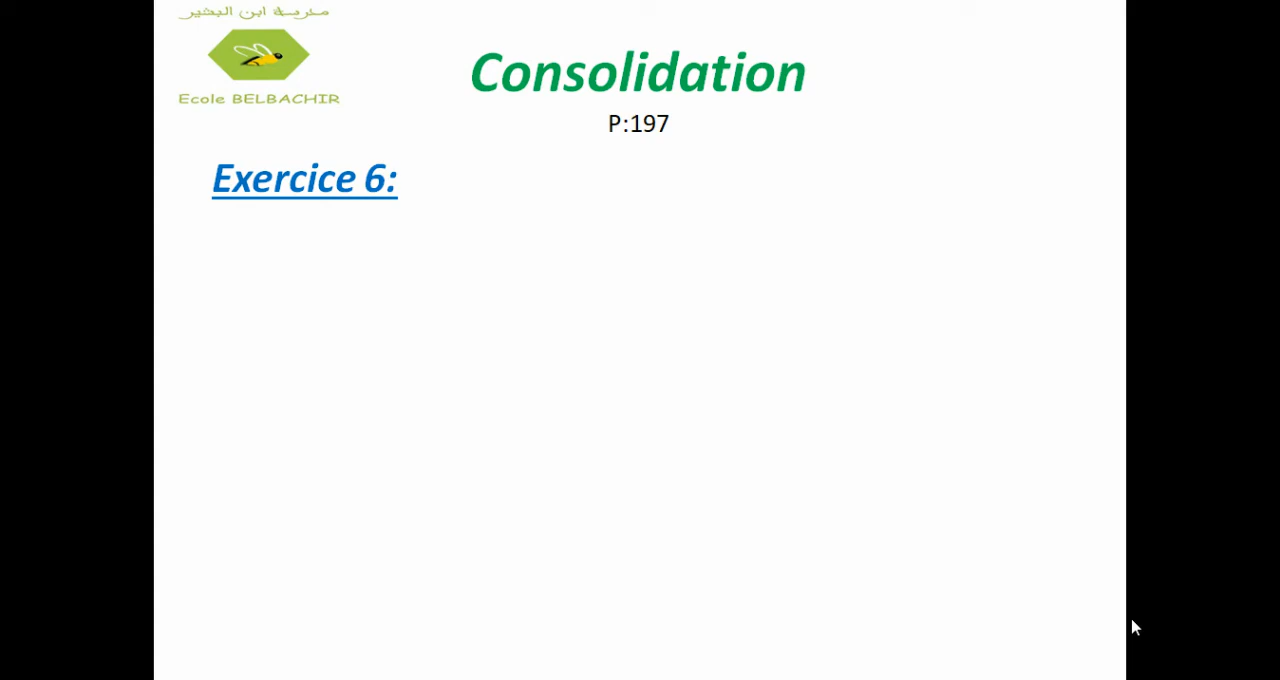 مدرسة ابن البشير
Ecole BELBACHIR
Consolidation
P:197
Exercice 6: